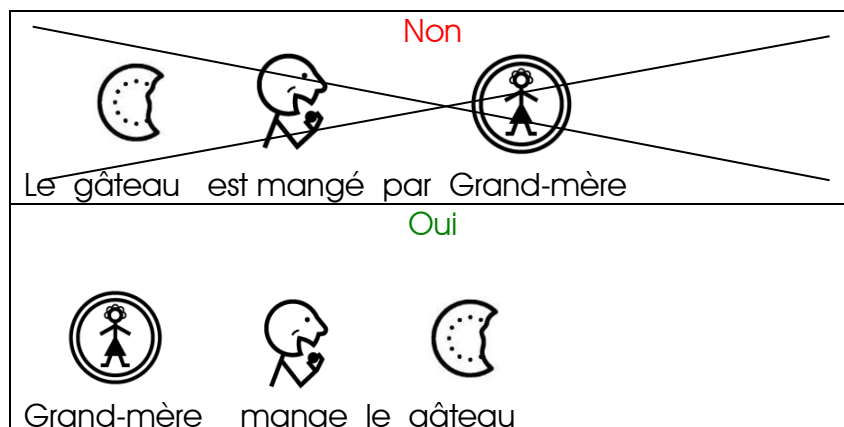 Non
Le gâteau est mangé par Grand-mère
Oui
Grand-mère mange le gâteau